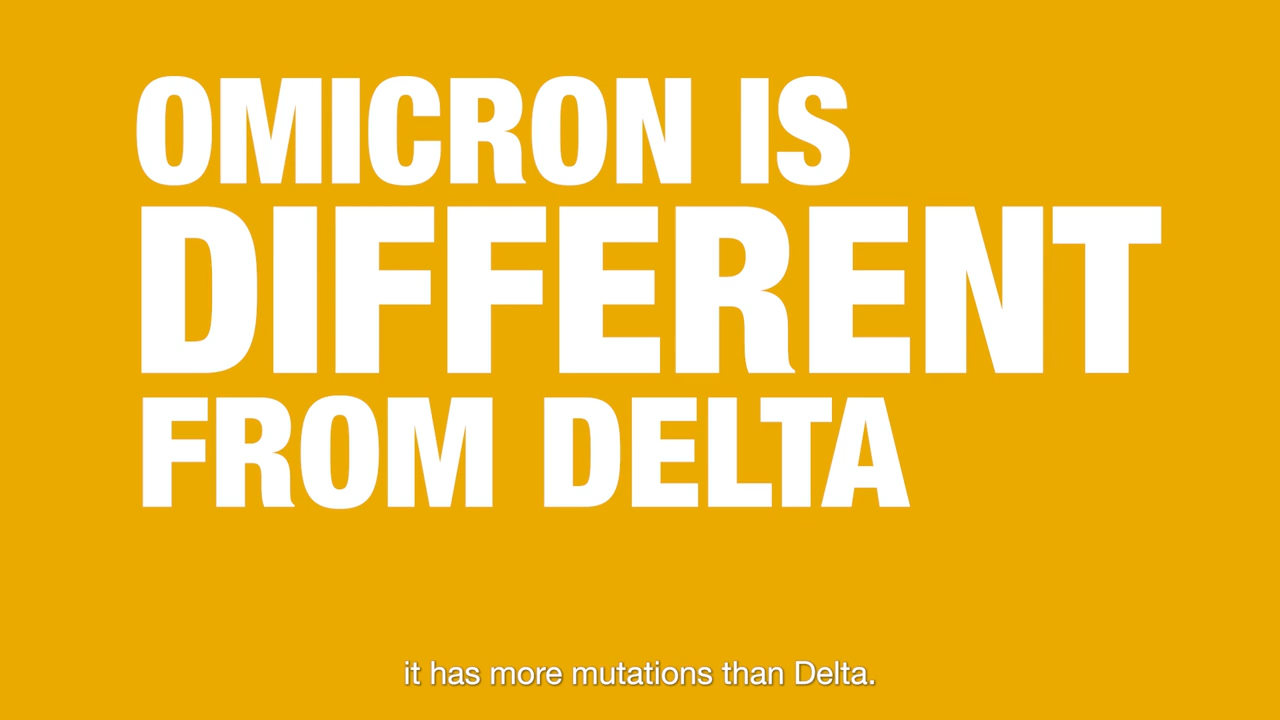 OMICRON IS
DIFFERENT
FROM DELTA
it has more mutations than Delta.